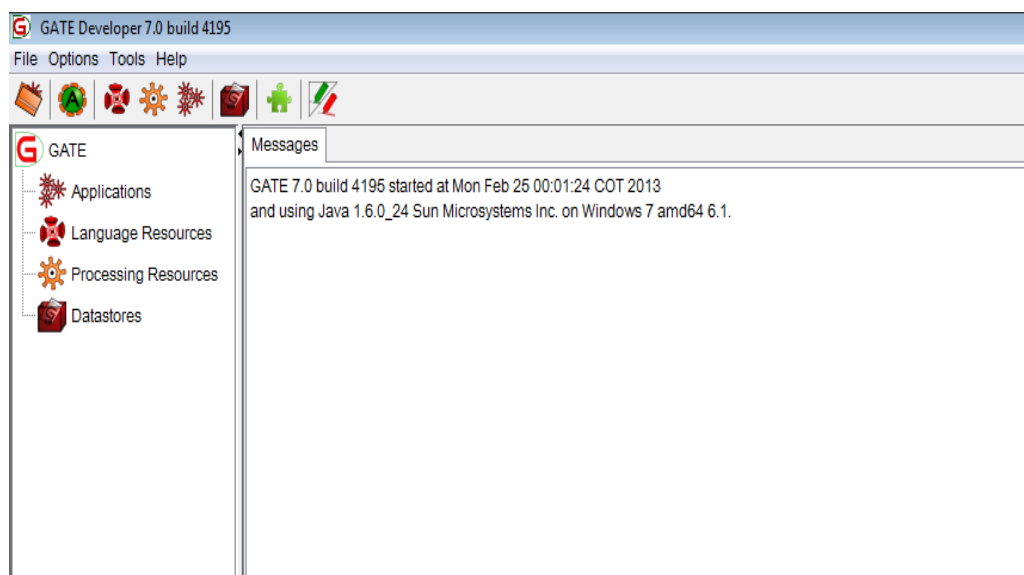 GATE Developer 7.0 build 4195
File Options Tools Help
GATE
Applications
Language Resources
Processing Resources
Datastores
Messages
GATE 7.0 build 4195 started at Mon Feb 25 00:01:24 COT 2013
and using Java 1.6.0_24 Sun Microsystems Inc. on Windows 7 amd64 6.1.